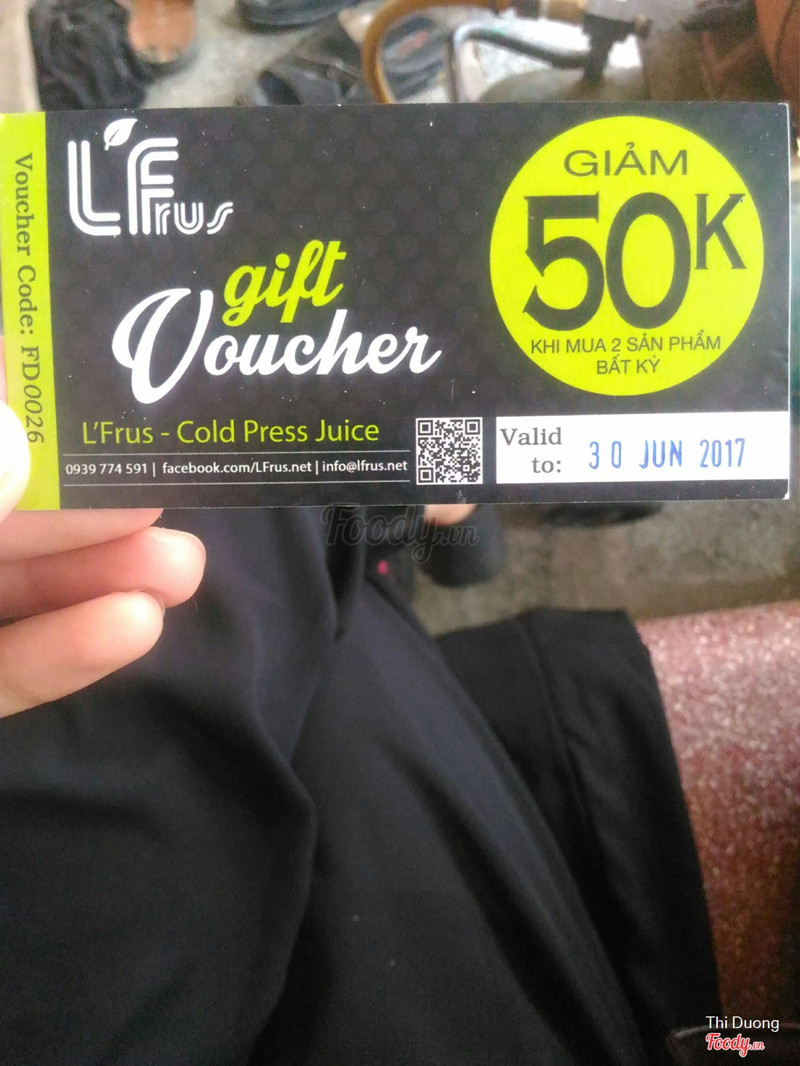 Voucher Code: FD0026
L'Frus
gift
Voucher
L'Frus - Cold Press Juice
0939 774 591 | facebook.com/LFrus.net | info@lfrus.net
GIẢM
50K
KHI MUA 2 SẢN PHẨM
BẤT KỲ
Valid
to: 30 JUN 2017
Foody.vn
Thi Duong
Foody.vn